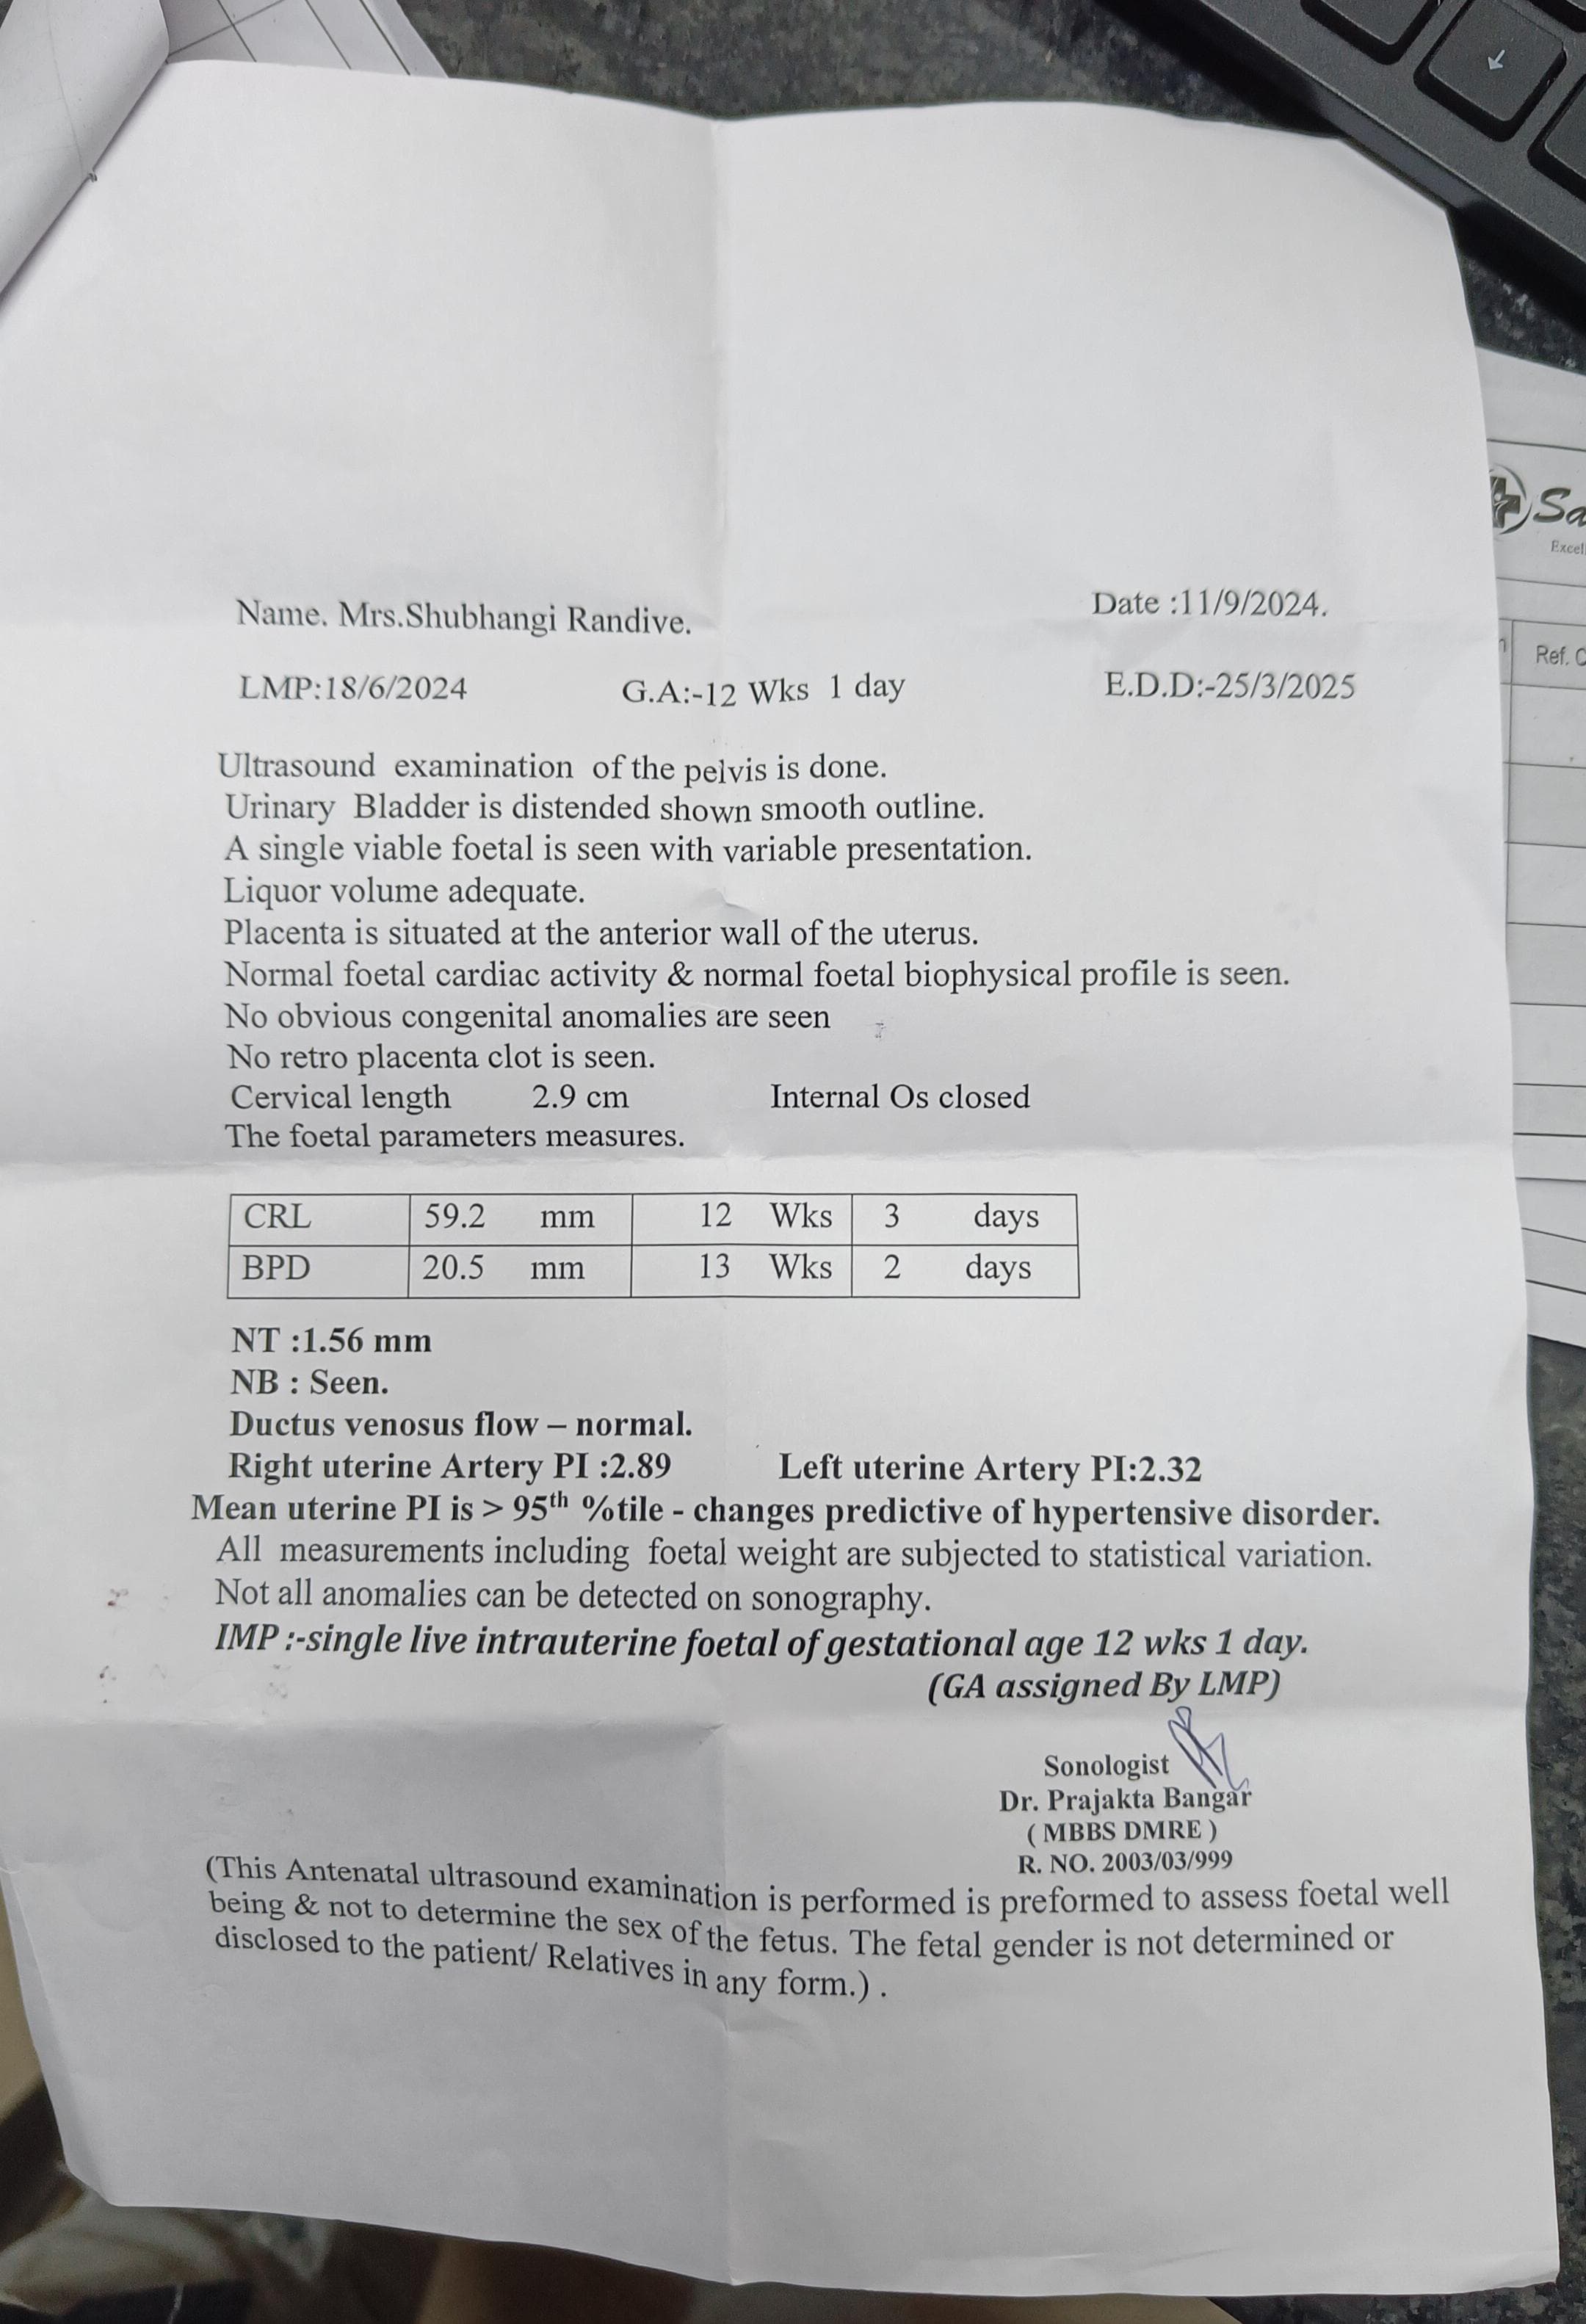 Name. Mrs.Shubhangi Randive.    Date :11/9/2024.
LMP:18/6/2024    G.A:-12 Wks 1 day    E.D.D:-25/3/2025
Ultrasound examination of the pelvis is done.
Urinary Bladder is distended shown smooth outline.
A single viable foetal is seen with variable presentation.
Liquor volume adequate.
Placenta is situated at the anterior wall of the uterus.
Normal foetal cardiac activity & normal foetal biophysical profile is seen.
No obvious congenital anomalies are seen
No retro placenta clot is seen.
Cervical length    2.9 cm    Internal Os closed
The foetal parameters measures.
CRL    59.2 mm    12 Wks    3 days
BPD    20.5 mm    13 Wks    2 days
NT :1.56 mm
NB : Seen.
Ductus venosus flow – normal.
Right uterine Artery PI :2.89    Left uterine Artery PI:2.32
Mean uterine PI is > 95th %tile - changes predictive of hypertensive disorder.
All measurements including foetal weight are subjected to statistical variation.
Not all anomalies can be detected on sonography.
IMP :-single live intrauterine foetal of gestational age 12 wks 1 day.
(GA assigned By LMP)
Sonologist
Dr. Prajakta Bangar
( MBBS DMRE )
R. NO. 2003/03/999
(This Antenatal ultrasound examination is performed is preformed to assess foetal well
being & not to determine the sex of the fetus. The fetal gender is not determined or
disclosed to the patient/ Relatives in any form.) .
Ref.